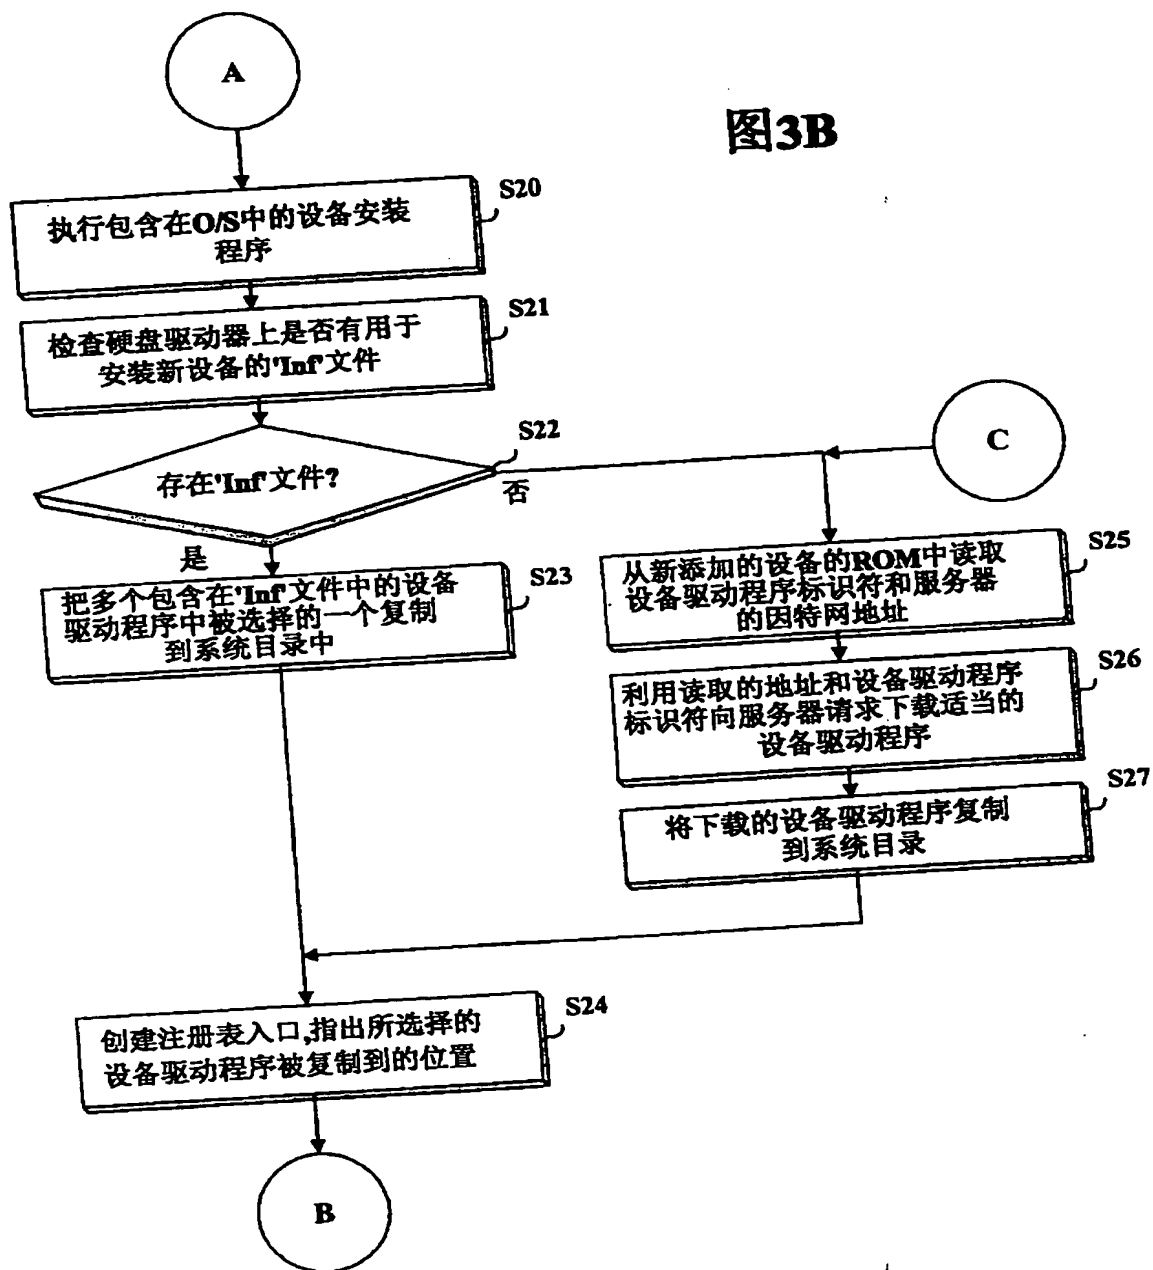 A
图3B
S20
执行包含在O/S中的设备安装
程序
S21
检查硬盘驱动器上是否有用于
安装新设备的'Inf'文件
S22
存在'Inf'文件?
否
是
C
S23
把多个包含在'Inf'文件中的设备
驱动程序中被选择的一个复制
到系统目录中
S25
从新添加的设备的ROM中读取
设备驱动程序标识符和服务器
的因特网地址
S26
利用读取的地址和设备驱动程序
标识符向服务器请求下载适当的
设备驱动程序
S27
将下载的设备驱动程序复制
到系统目录
S24
创建注册表入口,指出所选择的
设备驱动程序被复制到的位置
B